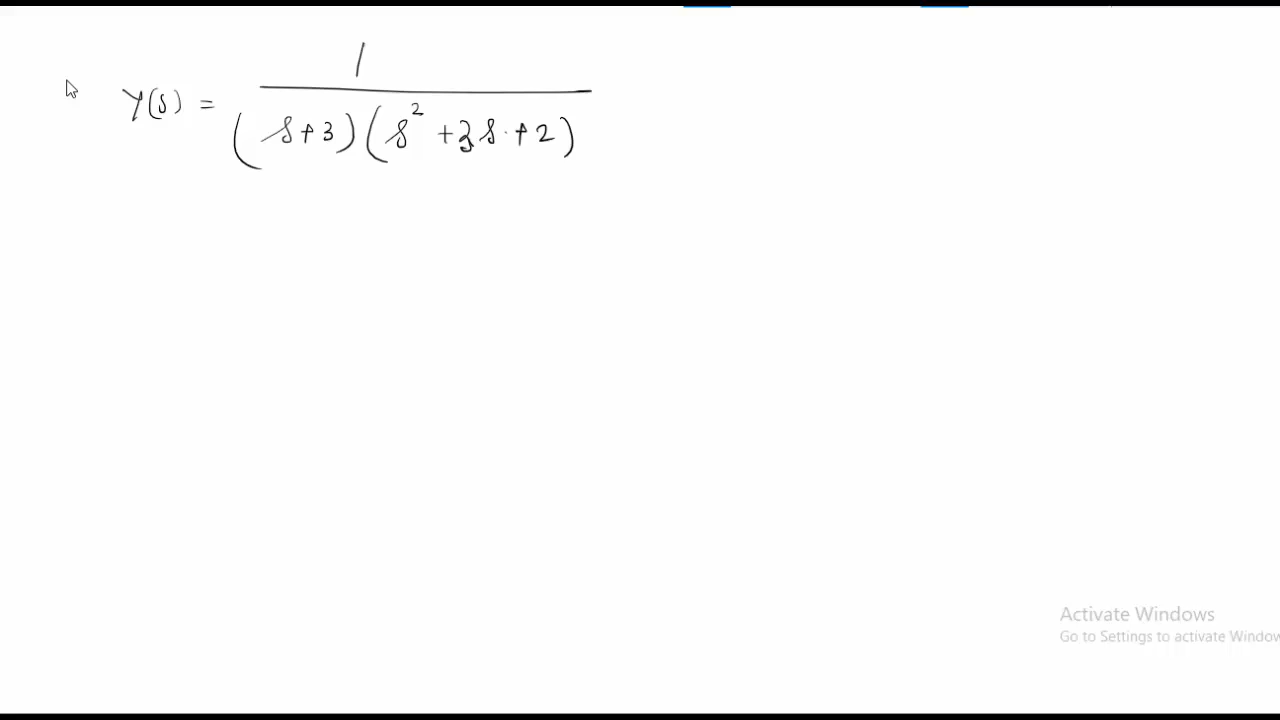 1
Y(s) =
(s+3)(s² +3s.+2)
Activate Windows
Go to Settings to activate Window